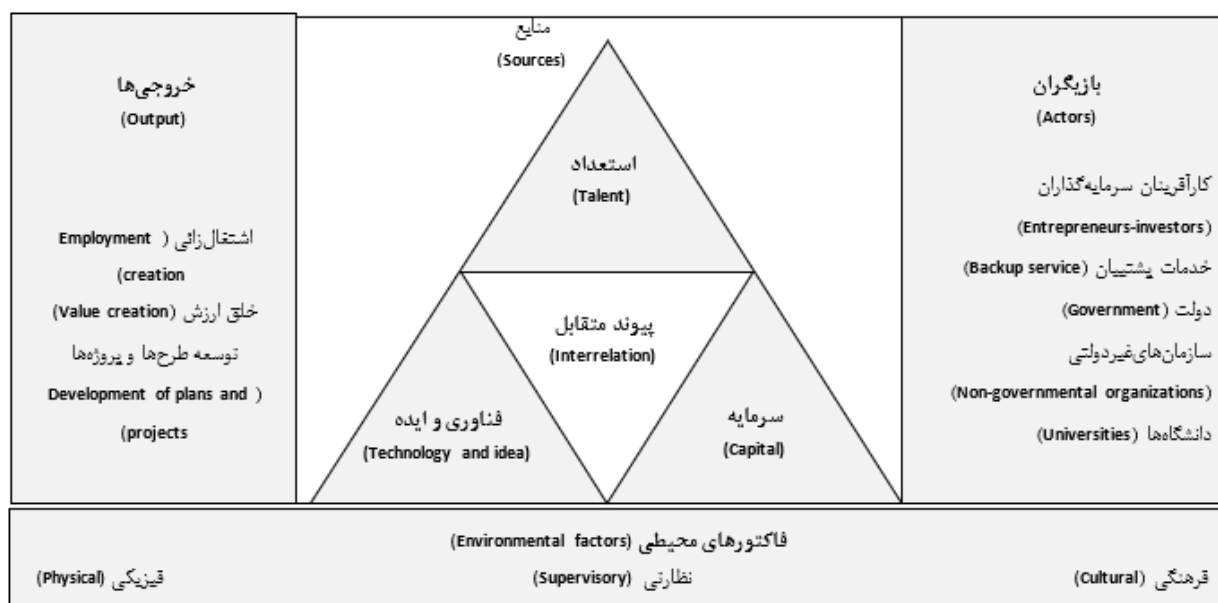 منابع
(Sources)
بازیگران
(Actors)
کارآفرینان سرمایه‌گذاران
(Entrepreneurs-investors)
خدمات پشتیبان (Backup service)
دولت (Government)
سازمان‌های‌غیردولتی
(Non-governmental organizations)
دانشگاه‌ها (Universities)
استعداد
(Talent)
پیوند متقابل
(Interrelation)
سرمایه
(Capital)
فناوری و ایده
(Technology and idea)
خروجی‌ها
(Output)
اشتغال‌زائی (Employment
creation)
خلق ارزش (Value creation)
توسعه طرح‌ها و پروژه‌ها
(Development of plans and
projects)
فاکتورهای محیطی (Environmental factors)
فرهنگی (Cultural) نظارتی (Supervisory) فیزیکی (Physical)